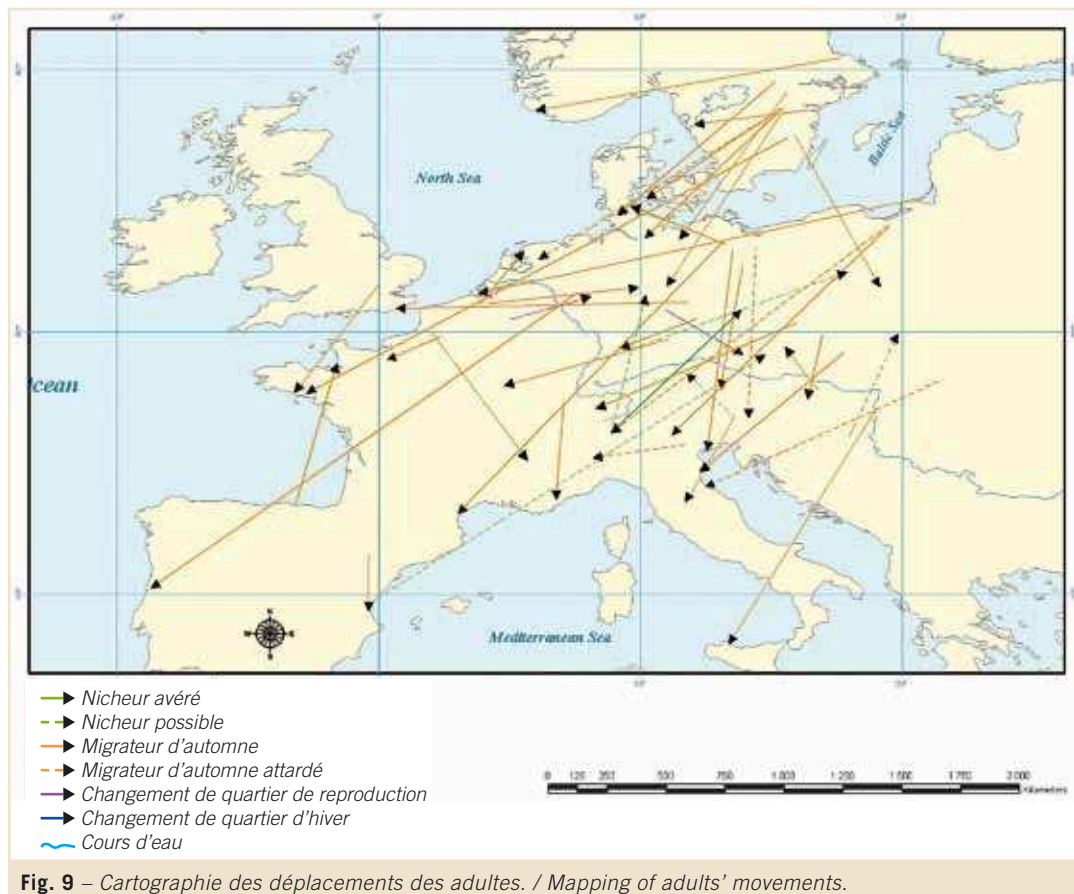 North Sea
Baltic Sea
cean
Mediterranean Sea
N
W E
S
Nicheur avéré
Nicheur possible
Migrateur d'automne
Migrateur d'automne attardé
Changement de quartier de reproduction
Changement de quartier d'hiver
Cours d'eau
0 125 250 500 750 1.000 1.250 1.500 1.750 2.000
Kilometers
Fig. 9 – Cartographie des déplacements des adultes. / Mapping of adults' movements.